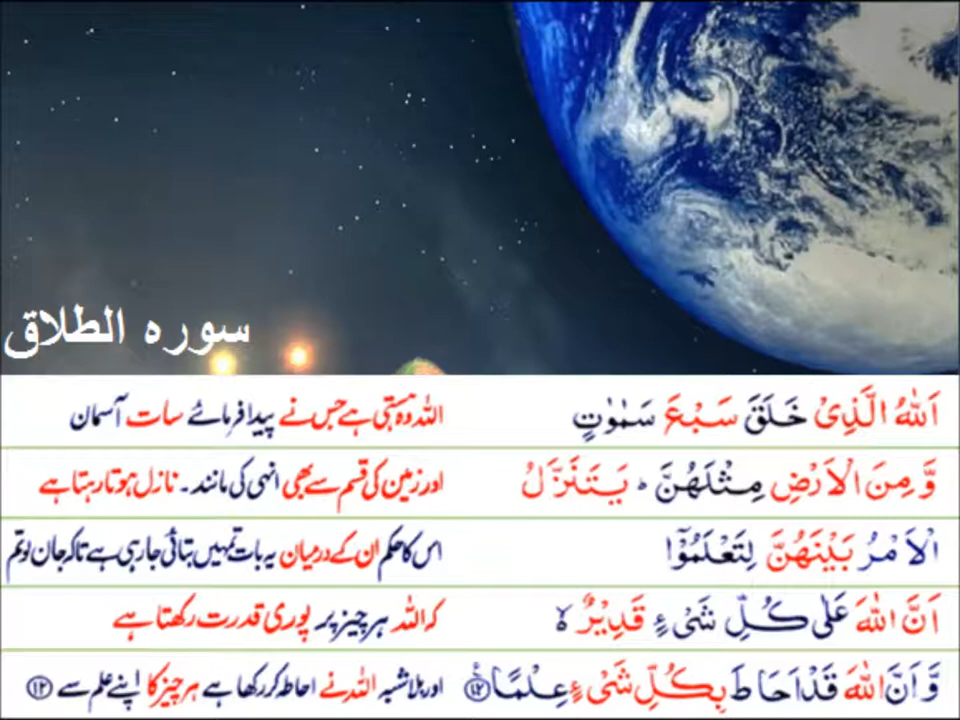 سورہ الطلاق
اَللّٰهُ الَّذِیْ خَلَقَ سَبْعَ سَمٰوٰتٍ اللہ وہ ہستی ہے جس نے پیدا فرمائے سات آسمان
وَّ مِنَ الْاَرْضِ مِثْلَهُنَّ ؕ یَتَنَزَّلُ اور زمین کی قسم سے بھی انہی کی مانند۔ نازل ہوتا رہتا ہے
الْاَمْرُ بَیْنَهُنَّ لِتَعْلَمُوْۤا اس کا حکم ان کے درمیان یہ بات تمہیں بتائی جا رہی ہے تاکہ جان لو تم
اَنَّ اللّٰهَ عَلٰی كُلِّ شَیْءٍ قَدِیْرٌ ۙ کہ اللہ ہر چیز پر پوری قدرت رکھتا ہے
وَّ اَنَّ اللّٰهَ قَدْ اَحَاطَ بِكُلِّ شَیْءٍ عِلْمًا ﴿۱۲﴾ اور بلاشبہ اللہ نے احاطہ کر رکھا ہے ہر چیز کا اپنے علم سے ﴿۱۲﴾